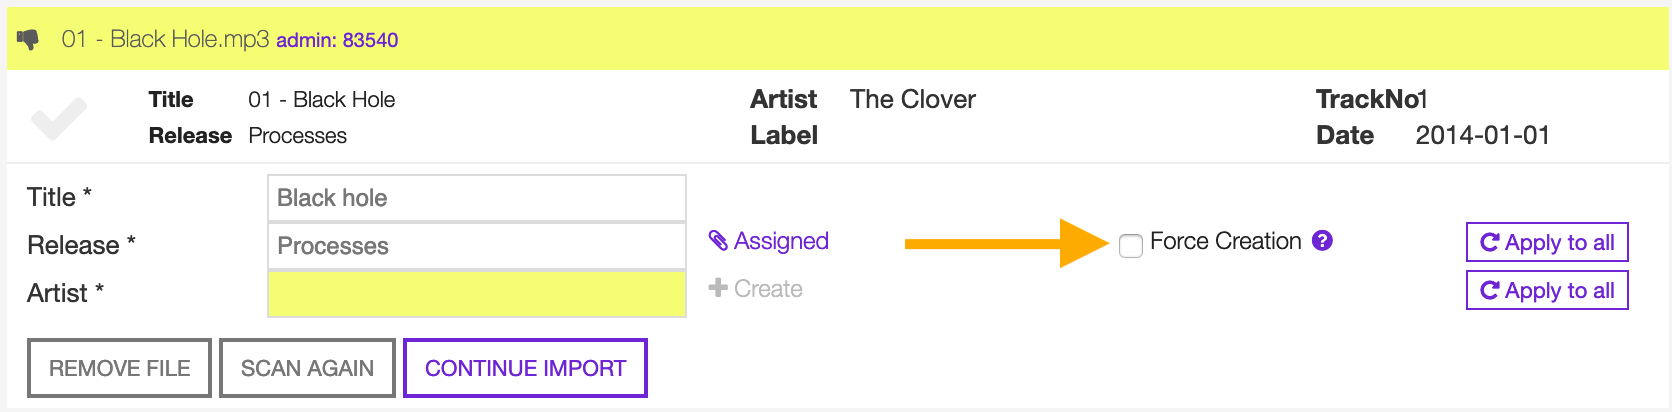 01 - Black Hole.mp3 admin: 83540
Title 01 - Black Hole Artist The Clover TrackNo 1
Release Processes Label Date 2014-01-01
Title * Black hole
Release * Processes Assigned Force Creation ? Apply to all
Artist * Create Apply to all
REMOVE FILE SCAN AGAIN CONTINUE IMPORT